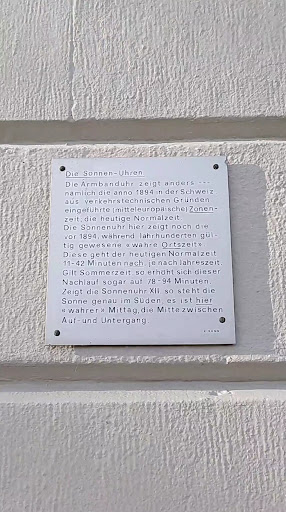 Die Sonnen-Uhren
Die Armbanduhr zeigt anders ---
nämlich die anno 1894 in der Schweiz
aus verkehrstechnischen Gründen
eingeführte (mitteleuropäische) Zonen-
zeit, die heutige Normalzeit.
Die Sonnenuhr hier zeigt noch die
vor 1894, während Jahrhunderten gül-
tig gewesene «wahre Ortszeit».
Diese geht der heutigen Normalzeit
11-42 Minuten nach, je nach Jahreszeit.
Gilt Sommerzeit, so erhöht sich dieser
Nachlauf sogar auf 78-94 Minuten.
Zeigt die Sonnenuhr XII, so steht die
Sonne genau im Süden, es ist hier
«wahrer» Mittag, die Mitte zwischen
Auf- und Untergang